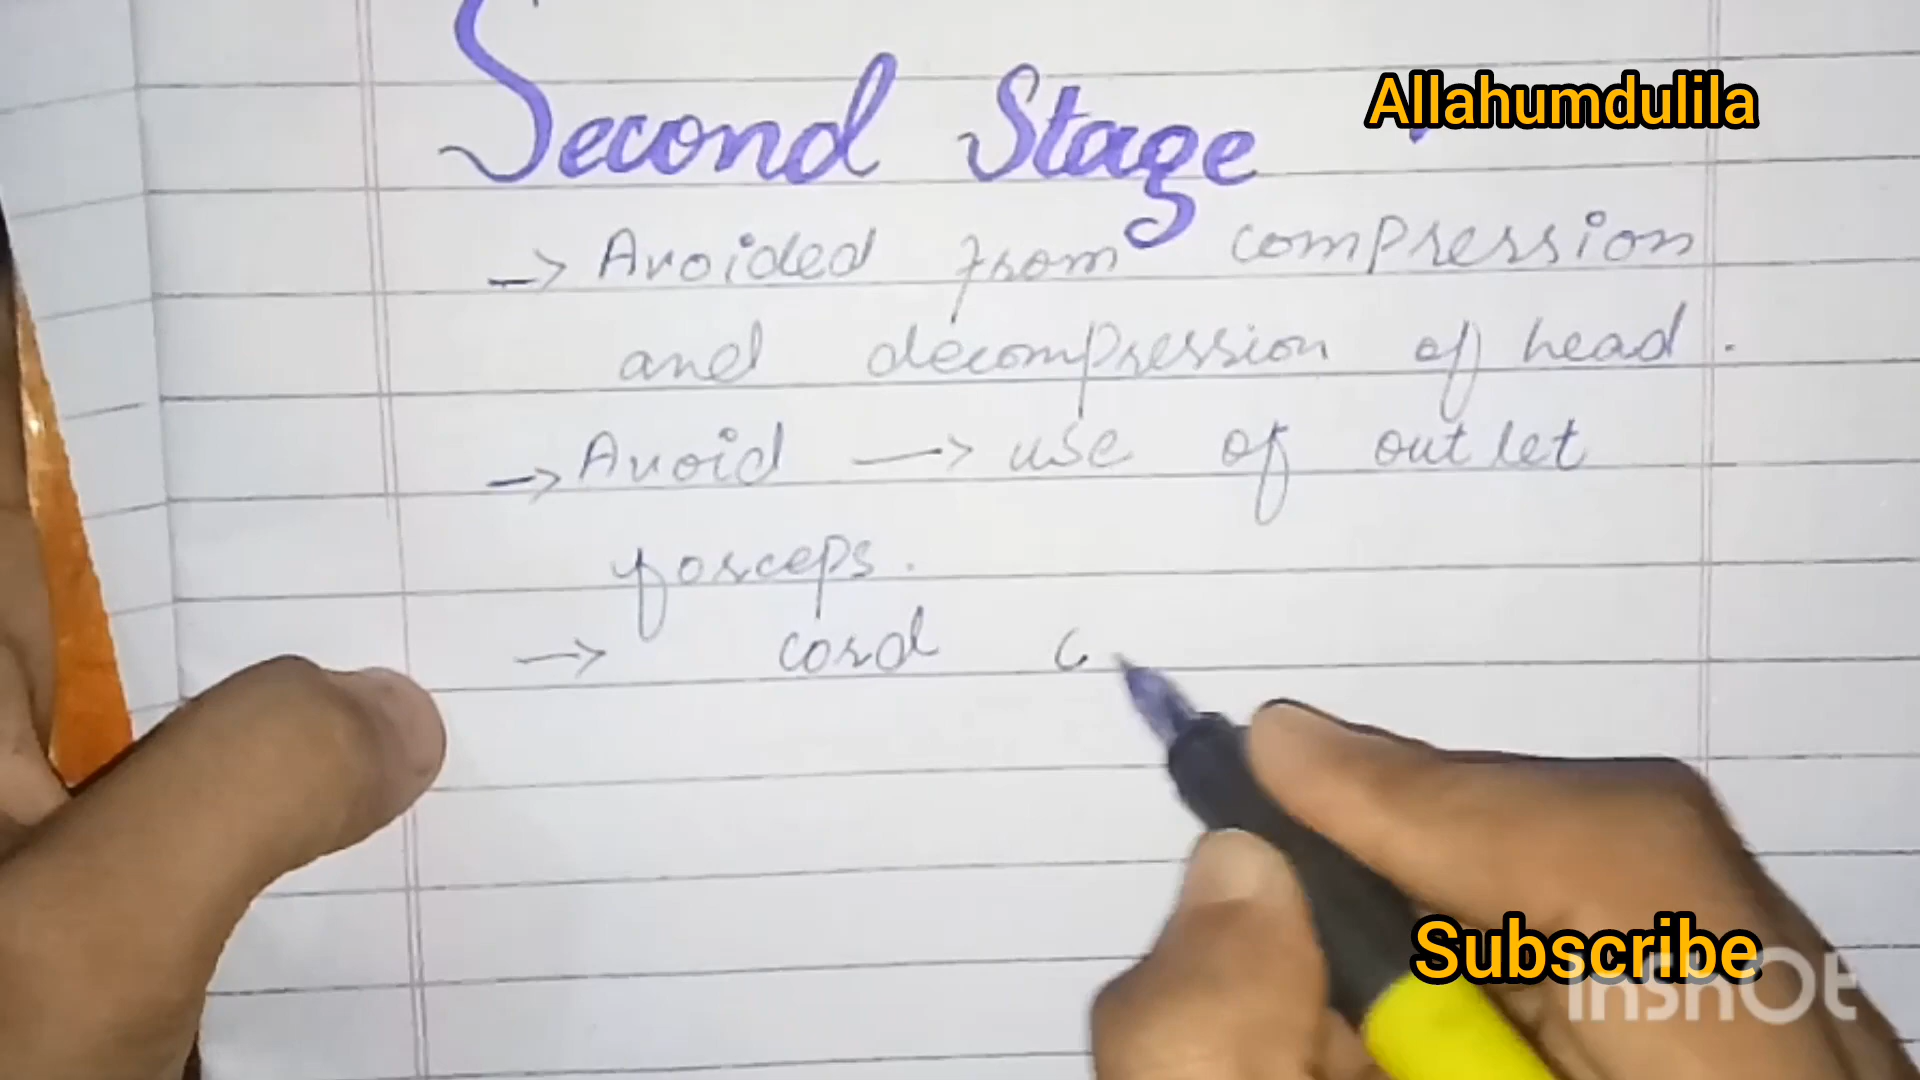 Second Stage
Allahumdulila
→ Avoided from compression
and decompression of head.
→ Avoid → use of outlet
forceps.
→ cord c
Subscribe
InShOt